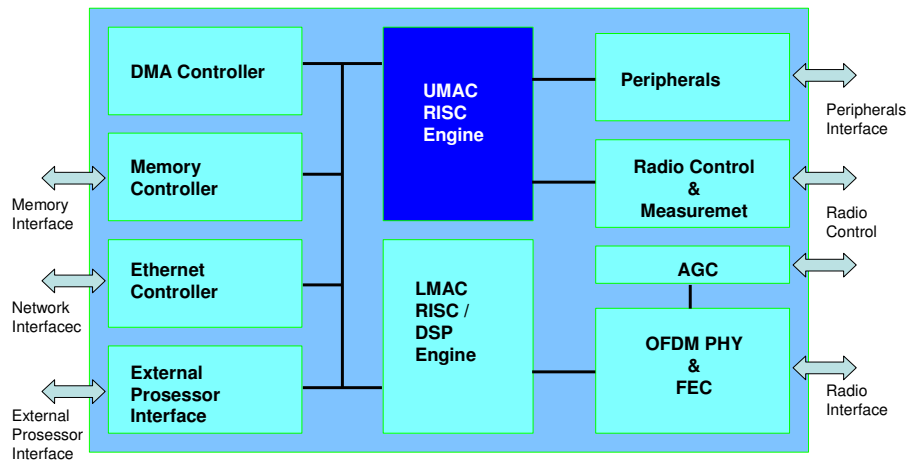 DMA Controller
UMAC
RISC
Engine
Peripherals
Peripherals
Interface
Memory
Controller
Memory
Interface
Radio Control
&
Measuremet
Radio
Control
Ethernet
Controller
Network
Interfacec
LMAC
RISC /
DSP
Engine
AGC
OFDM PHY
&
FEC
Radio
Interface
External
Prosessor
Interface
External
Prosessor
Interface